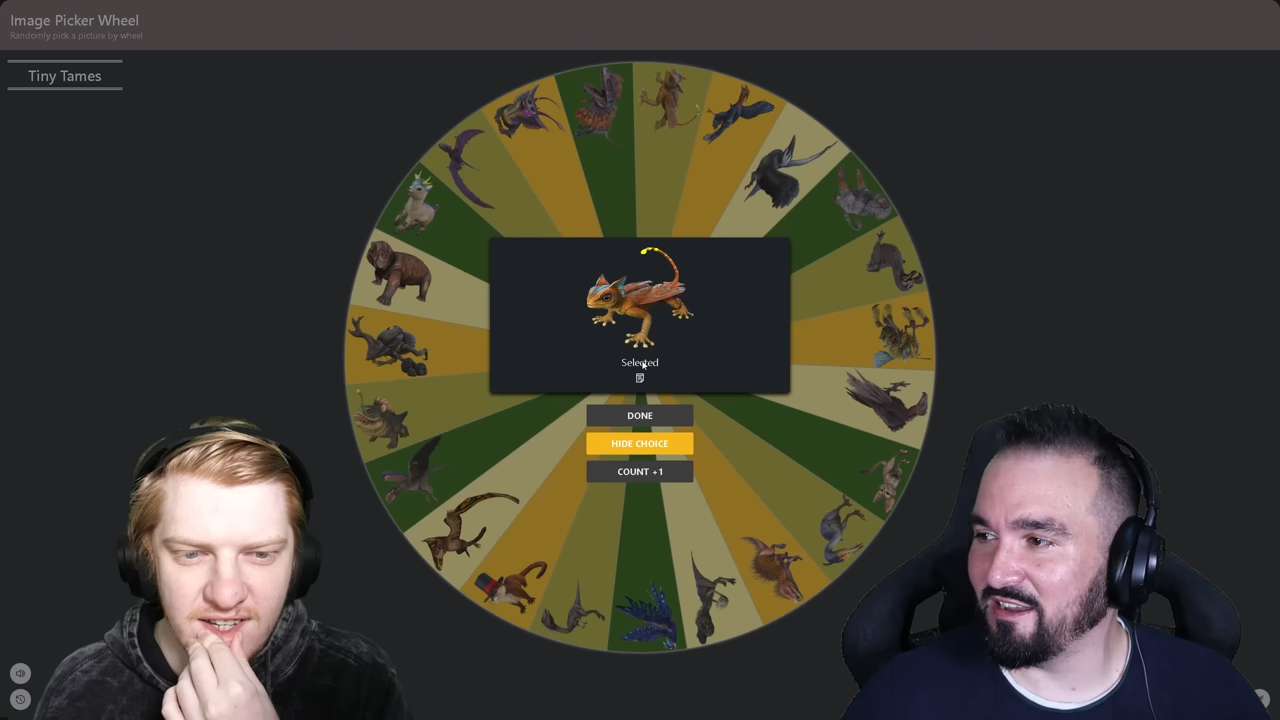 Image Picker Wheel
Randomly pick a picture by wheel
Tiny Tames
Selected
DONE
HIDE CHOICE
COUNT +1